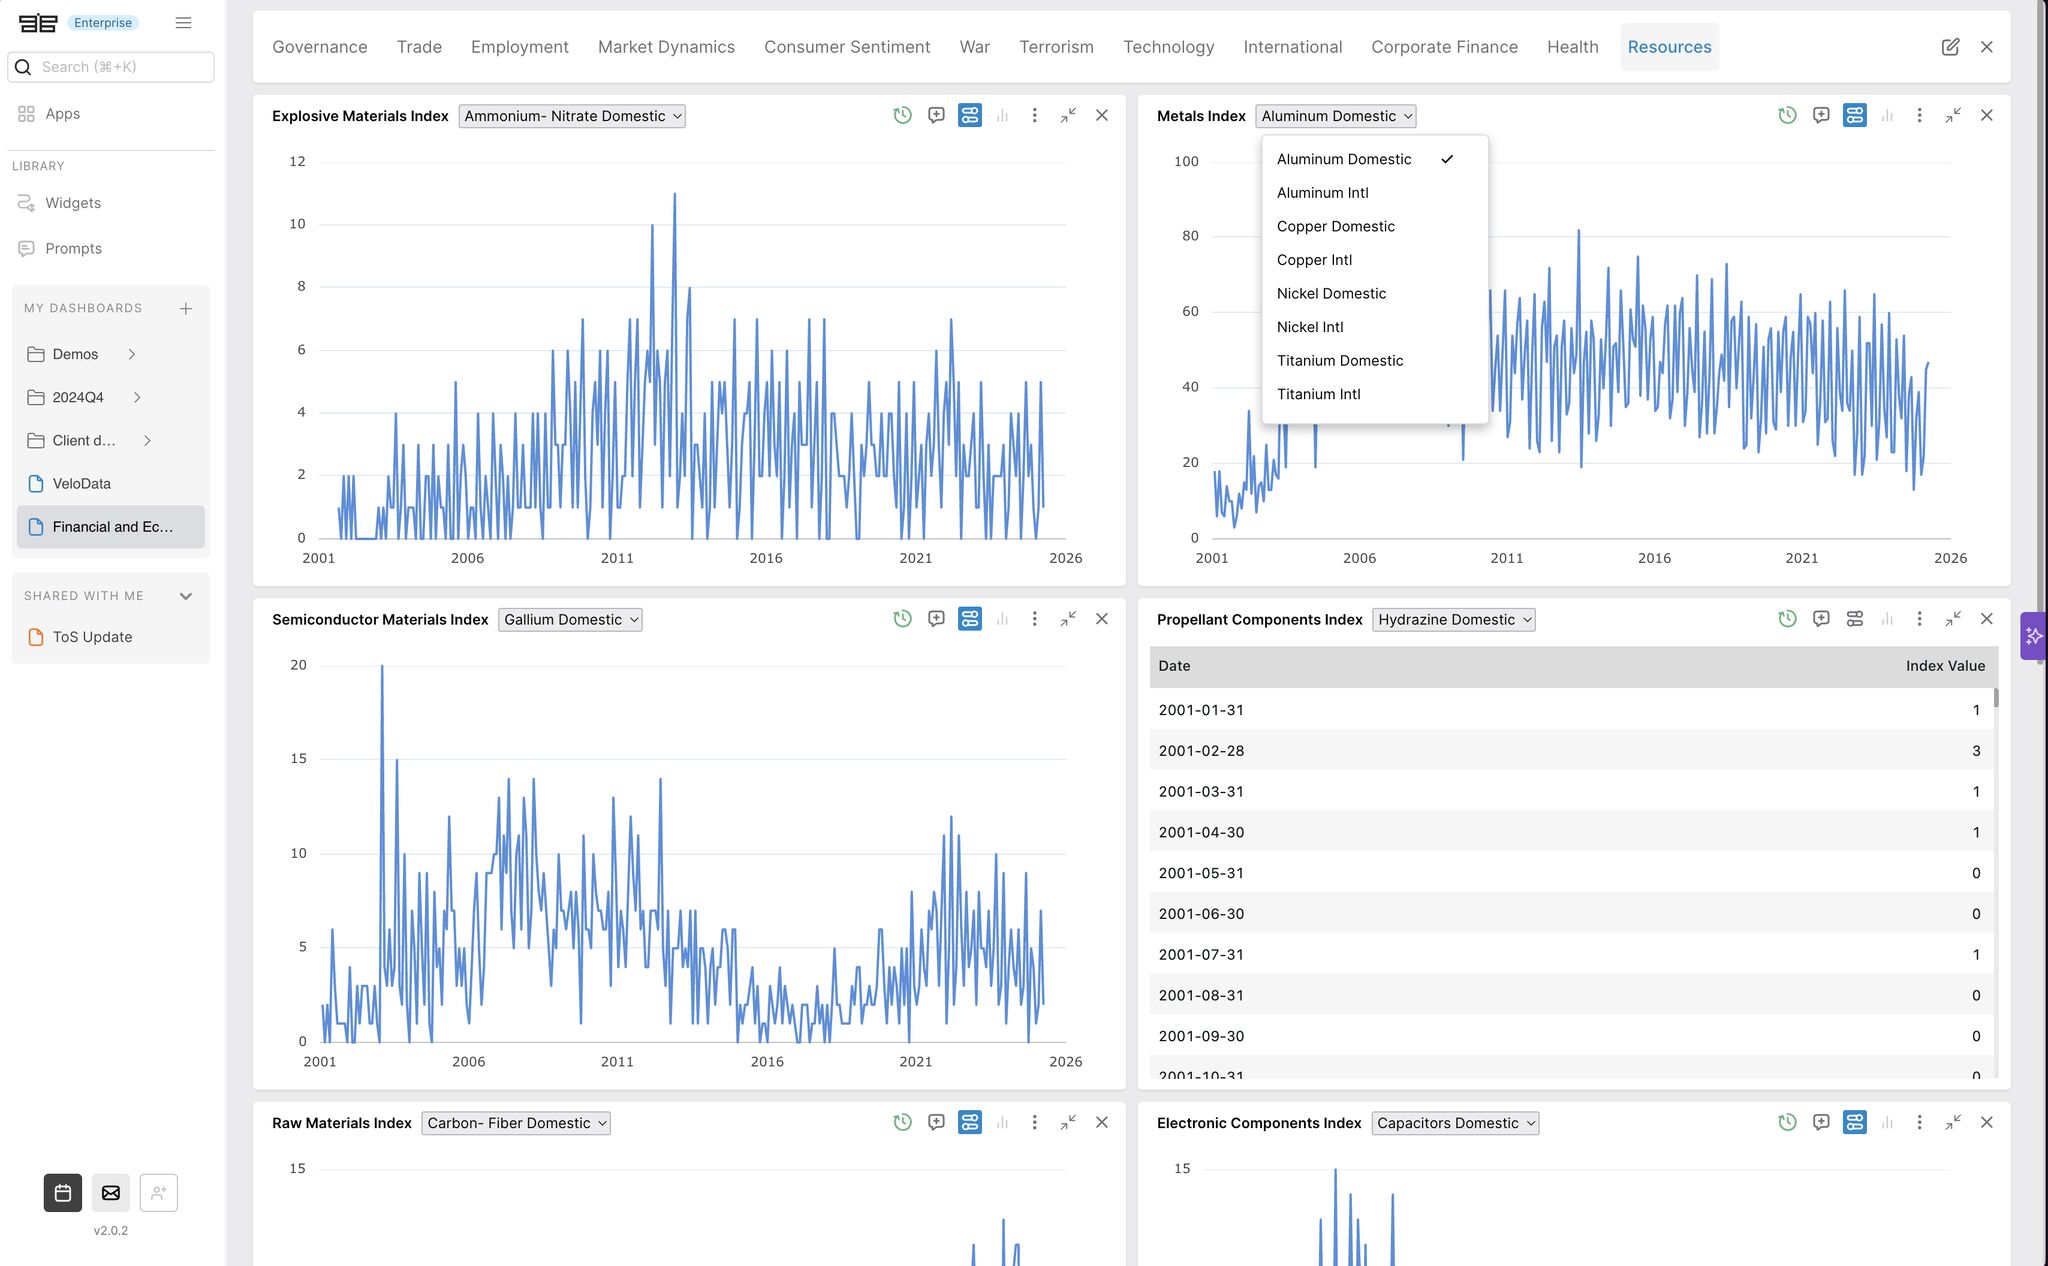 Enterprise
Search (⌘+K)
Apps
LIBRARY
Widgets
Prompts
MY DASHBOARDS
Demos
2024Q4
Client d...
VeloData
Financial and Ec...
SHARED WITH ME
ToS Update
v2.0.2
Governance Trade Employment Market Dynamics Consumer Sentiment War Terrorism Technology International Corporate Finance Health Resources
Explosive Materials Index Ammonium- Nitrate Domestic
12
10
8
6
4
2
0
2001 2006 2011 2016 2021 2026
Metals Index Aluminum Domestic
Aluminum Domestic
Aluminum Intl
Copper Domestic
Copper Intl
Nickel Domestic
Nickel Intl
Titanium Domestic
Titanium Intl
100
80
60
40
20
0
2001 2006 2011 2016 2021 2026
Semiconductor Materials Index Gallium Domestic
20
15
10
5
0
2001 2006 2011 2016 2021 2026
Propellant Components Index Hydrazine Domestic
Date Index Value
2001-01-31 1
2001-02-28 3
2001-03-31 1
2001-04-30 1
2001-05-31 0
2001-06-30 0
2001-07-31 1
2001-08-31 0
2001-09-30 0
2001-10-31 0
Raw Materials Index Carbon- Fiber Domestic
15
Electronic Components Index Capacitors Domestic
15